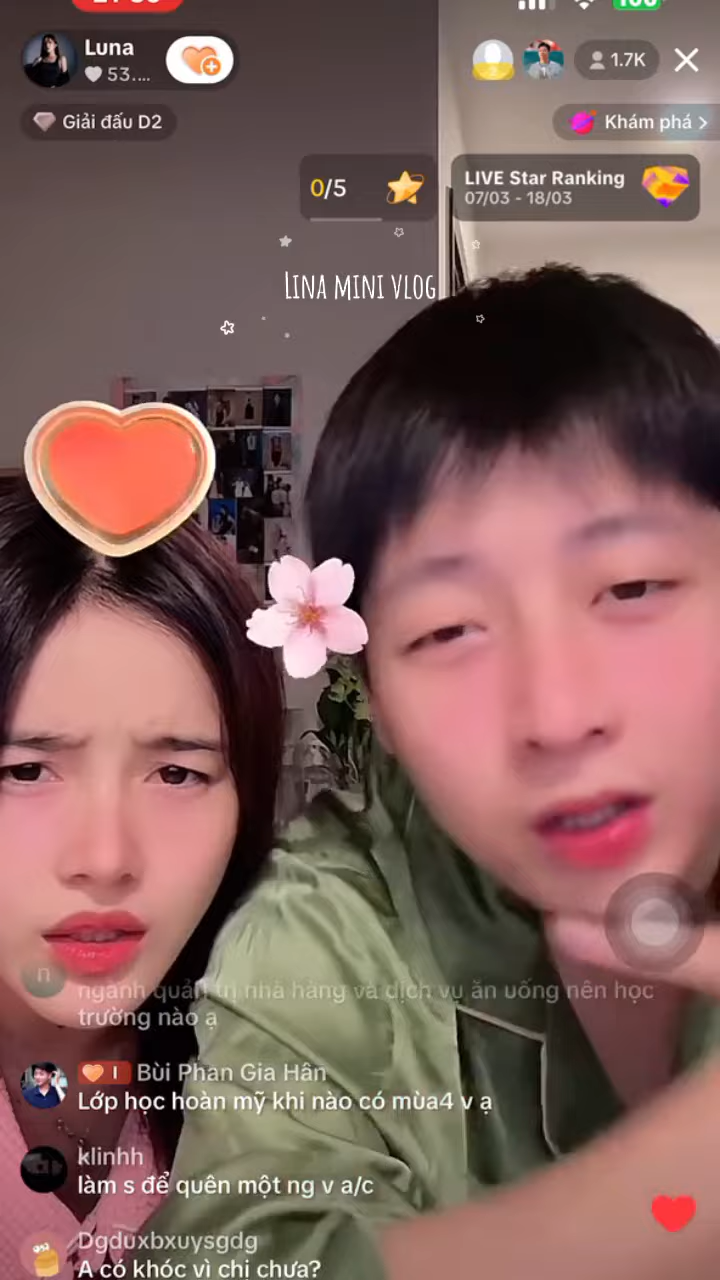 Luna
53....
1.7K
Giải đấu D2
Khám phá >
0/5
LIVE Star Ranking
07/03 - 18/03
LINA MINI VLOG
n
ngành quản trị nhà hàng và dịch vụ ăn uống nên học
trường nào ạ
I Bùi Phan Gia Hân
Lớp học hoàn mỹ khi nào có mùa4 v ạ
klinhh
làm s để quên một ng v a/c
Dgduxbxuysgdg
A có khóc vì chị chưa?